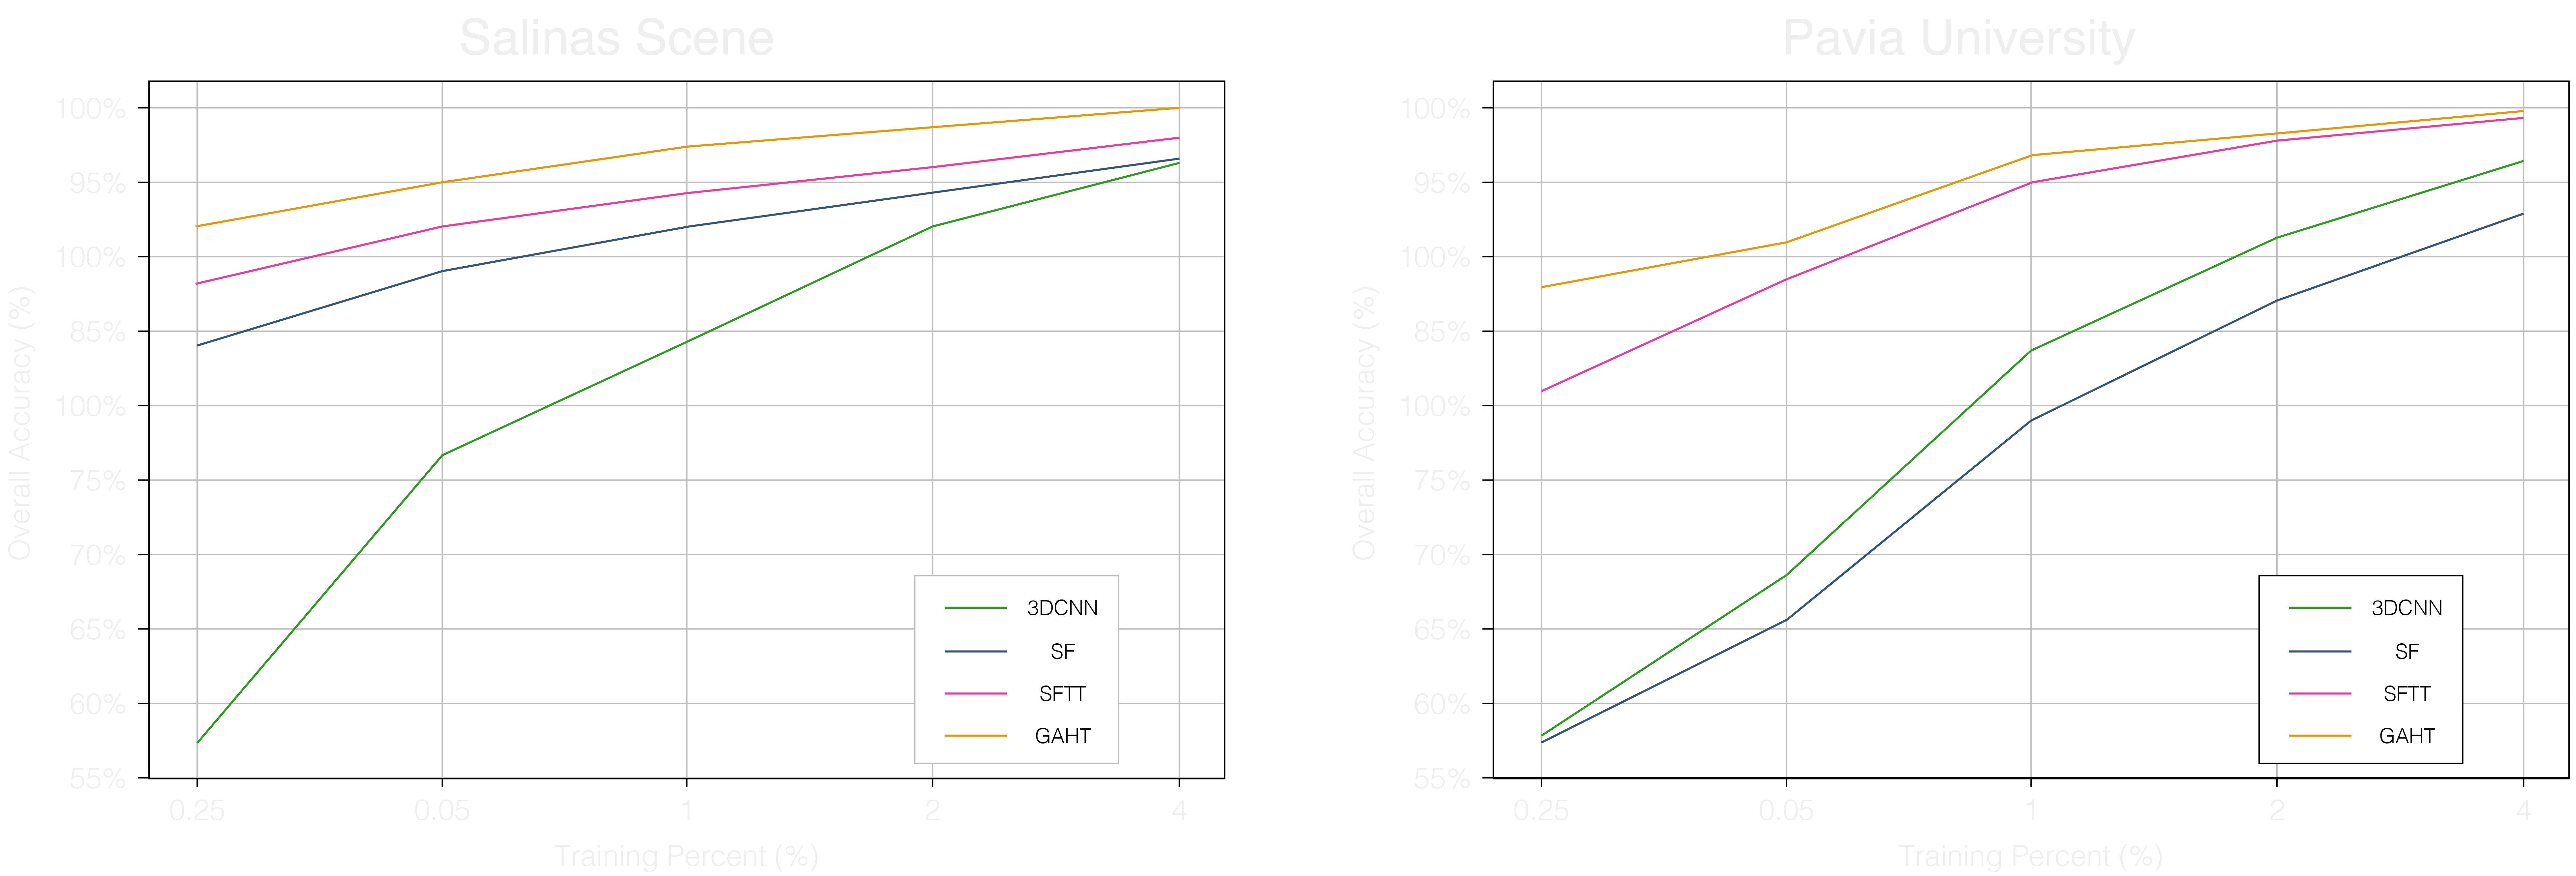 Salinas Scene
100%
95%
100%
85%
100%
75%
70%
65%
60%
55%
Overall Accuracy (%)
0.25 0.05 1 2 4
Training Percent (%)
3DCNN
SF
SFTT
GAHT
Pavia University
100%
95%
100%
85%
100%
75%
70%
65%
60%
55%
Overall Accuracy (%)
0.25 0.05 1 2 4
Training Percent (%)
3DCNN
SF
SFTT
GAHT